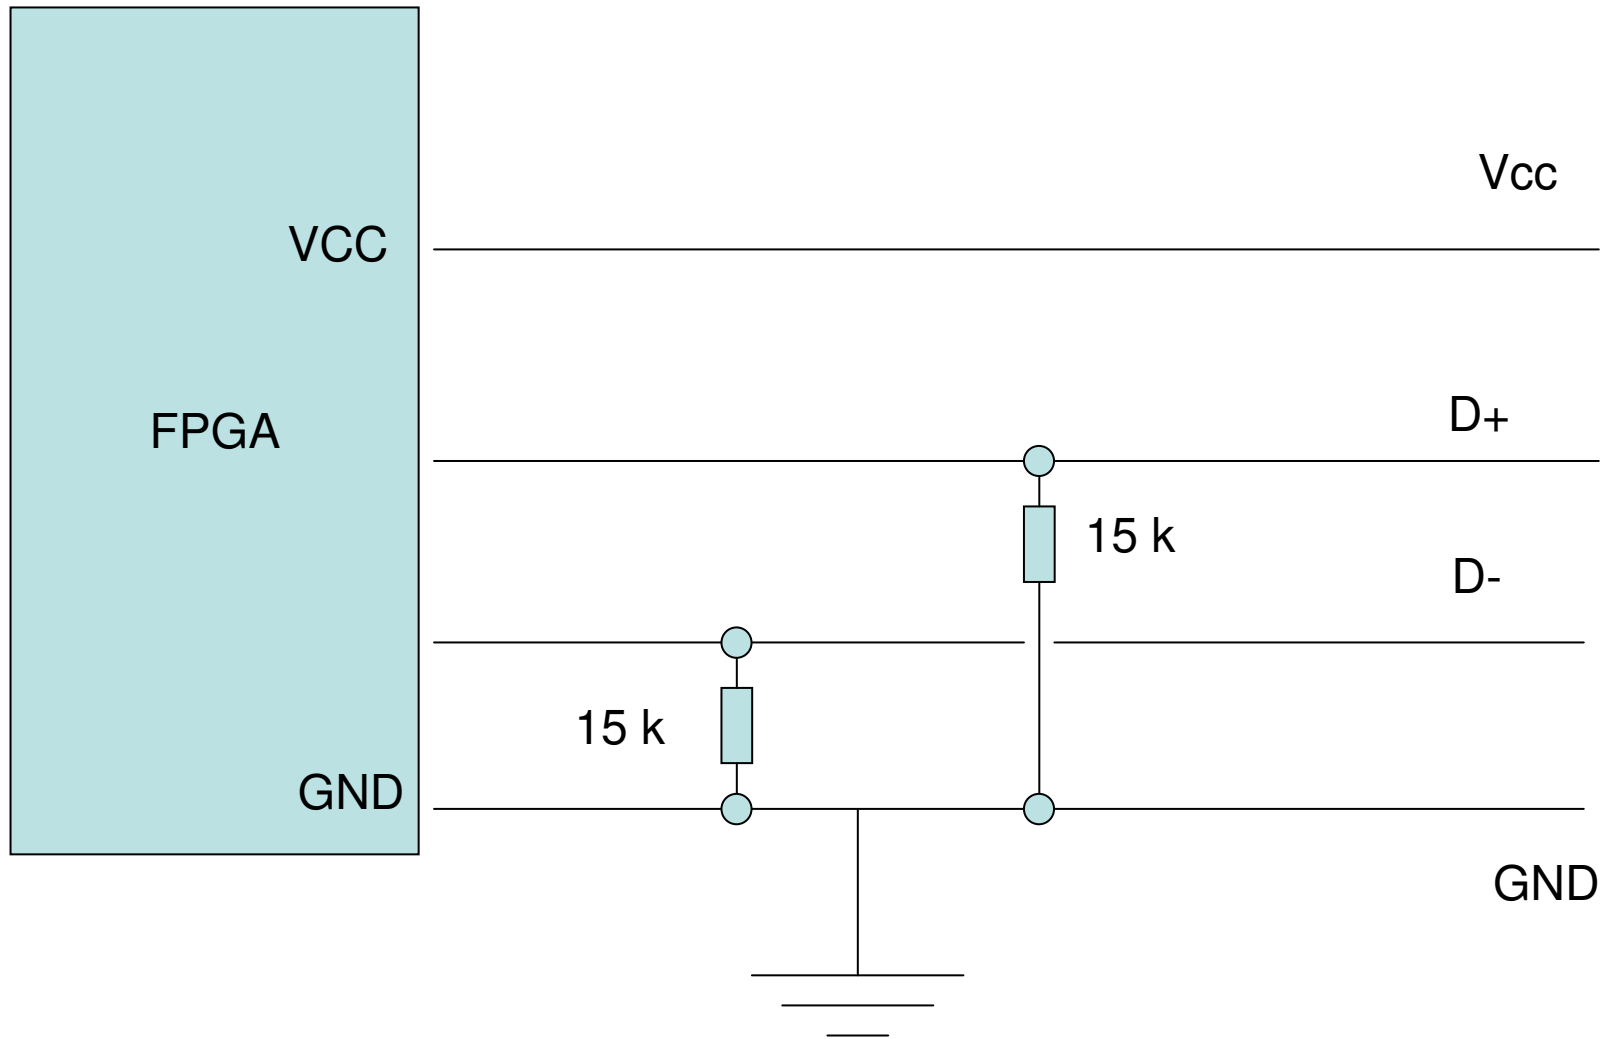 Vcc
VCC
D+
FPGA
15 k
D-
15 k
GND
GND